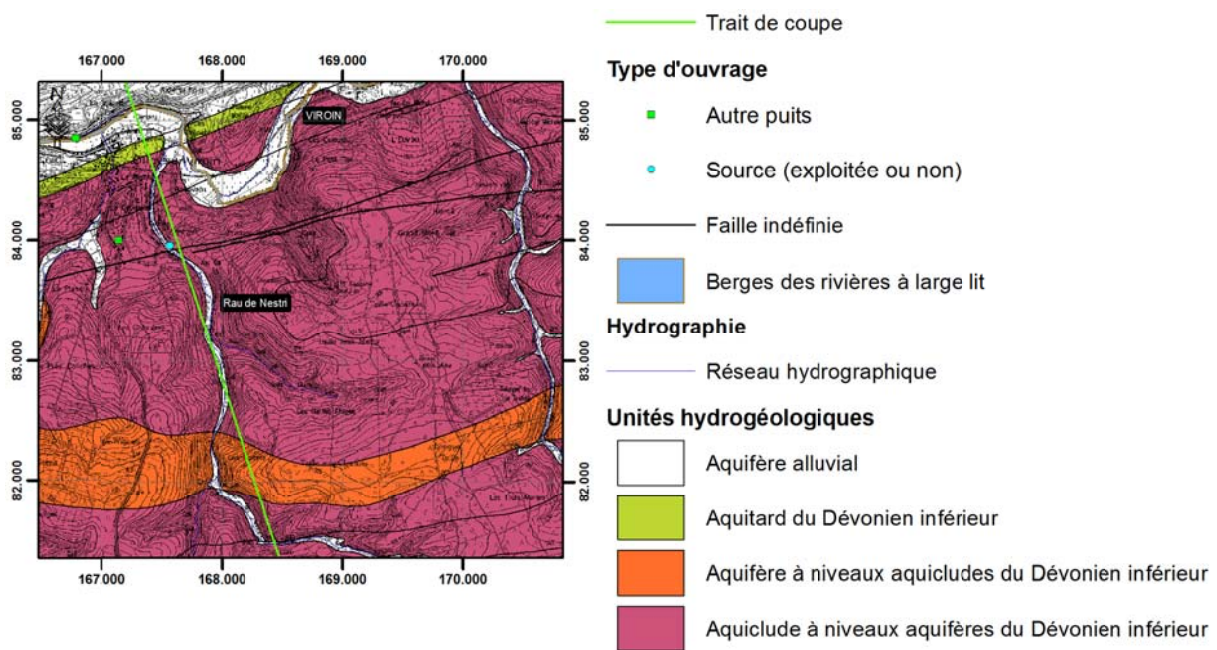 167.000 168.000 169.000 170.000
85.000
84.000
83.000
82.000
N
VIROIN
Rau de Nestri
85.000
84.000
83.000
82.000
167.000 168.000 169.000 170.000
Trait de coupe
Type d'ouvrage
Autre puits
Source (exploitée ou non)
Faille indéfinie
Berges des rivières à large lit
Hydrographie
Réseau hydrographique
Unités hydrogéologiques
Aquifère alluvial
Aquitard du Dévonien inférieur
Aquifère à niveaux aquicludes du Dévonien inférieur
Aquiclude à niveaux aquifères du Dévonien inférieur